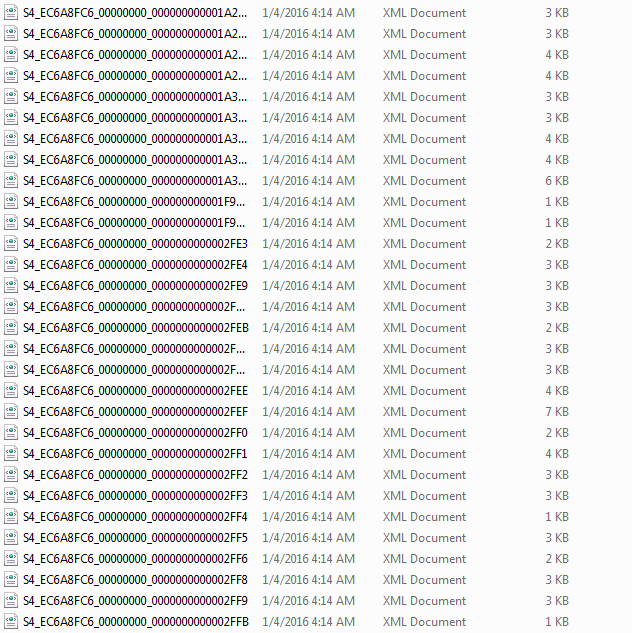 S4_EC6A8FC6_00000000_000000000001A2... 1/4/2016 4:14 AM XML Document 3 KB
S4_EC6A8FC6_00000000_000000000001A2... 1/4/2016 4:14 AM XML Document 3 KB
S4_EC6A8FC6_00000000_000000000001A2... 1/4/2016 4:14 AM XML Document 4 KB
S4_EC6A8FC6_00000000_000000000001A2... 1/4/2016 4:14 AM XML Document 4 KB
S4_EC6A8FC6_00000000_000000000001A3... 1/4/2016 4:14 AM XML Document 3 KB
S4_EC6A8FC6_00000000_000000000001A3... 1/4/2016 4:14 AM XML Document 3 KB
S4_EC6A8FC6_00000000_000000000001A3... 1/4/2016 4:14 AM XML Document 4 KB
S4_EC6A8FC6_00000000_000000000001A3... 1/4/2016 4:14 AM XML Document 4 KB
S4_EC6A8FC6_00000000_000000000001A3... 1/4/2016 4:14 AM XML Document 6 KB
S4_EC6A8FC6_00000000_000000000001F9... 1/4/2016 4:14 AM XML Document 1 KB
S4_EC6A8FC6_00000000_000000000001F9... 1/4/2016 4:14 AM XML Document 1 KB
S4_EC6A8FC6_00000000_000000000002FE3 1/4/2016 4:14 AM XML Document 2 KB
S4_EC6A8FC6_00000000_000000000002FE4 1/4/2016 4:14 AM XML Document 3 KB
S4_EC6A8FC6_00000000_000000000002FE9 1/4/2016 4:14 AM XML Document 3 KB
S4_EC6A8FC6_00000000_000000000002F... 1/4/2016 4:14 AM XML Document 3 KB
S4_EC6A8FC6_00000000_000000000002FEB 1/4/2016 4:14 AM XML Document 2 KB
S4_EC6A8FC6_00000000_000000000002F... 1/4/2016 4:14 AM XML Document 3 KB
S4_EC6A8FC6_00000000_000000000002F... 1/4/2016 4:14 AM XML Document 3 KB
S4_EC6A8FC6_00000000_000000000002FEE 1/4/2016 4:14 AM XML Document 4 KB
S4_EC6A8FC6_00000000_000000000002FEF 1/4/2016 4:14 AM XML Document 7 KB
S4_EC6A8FC6_00000000_000000000002FF0 1/4/2016 4:14 AM XML Document 2 KB
S4_EC6A8FC6_00000000_000000000002FF1 1/4/2016 4:14 AM XML Document 4 KB
S4_EC6A8FC6_00000000_000000000002FF2 1/4/2016 4:14 AM XML Document 3 KB
S4_EC6A8FC6_00000000_000000000002FF3 1/4/2016 4:14 AM XML Document 3 KB
S4_EC6A8FC6_00000000_000000000002FF4 1/4/2016 4:14 AM XML Document 1 KB
S4_EC6A8FC6_00000000_000000000002FF5 1/4/2016 4:14 AM XML Document 3 KB
S4_EC6A8FC6_00000000_000000000002FF6 1/4/2016 4:14 AM XML Document 2 KB
S4_EC6A8FC6_00000000_000000000002FF8 1/4/2016 4:14 AM XML Document 3 KB
S4_EC6A8FC6_00000000_000000000002FF9 1/4/2016 4:14 AM XML Document 3 KB
S4_EC6A8FC6_00000000_000000000002FFB 1/4/2016 4:14 AM XML Document 1 KB